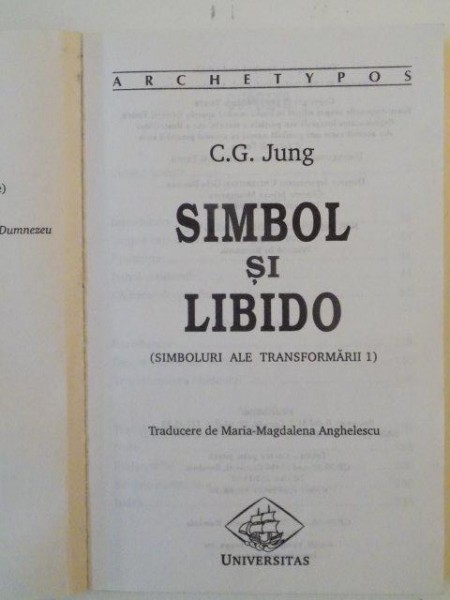 e)
Dumnezeu
ARCHETYPOS
C.G. Jung
SIMBOL
ȘI
LIBIDO
(SIMBOLURI ALE TRANSFORMĂRII 1)
Traducere de Maria-Magdalena Anghelescu
UNIVERSITAS